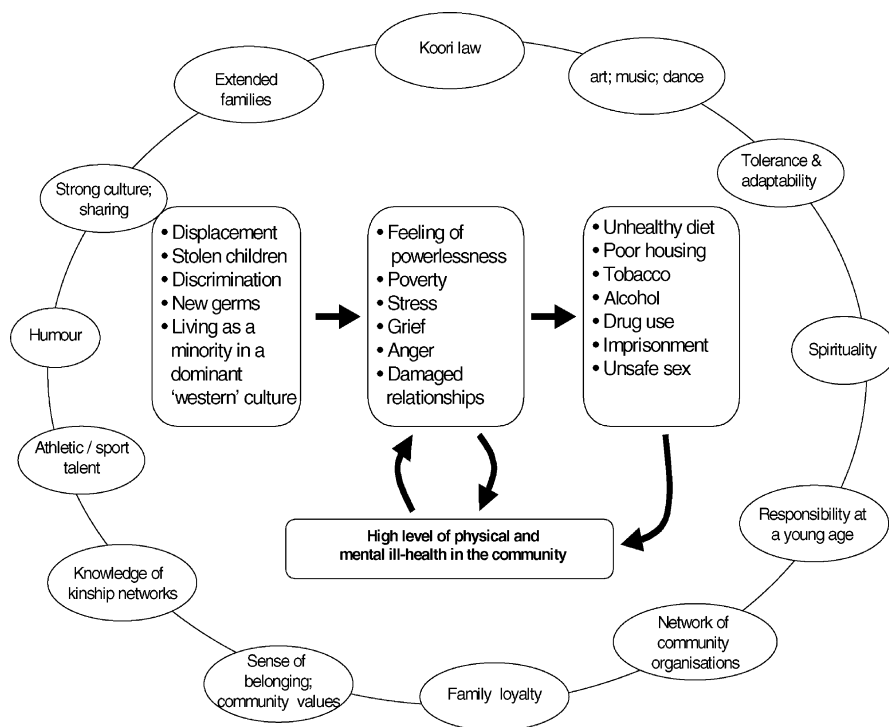 Koori law
art; music; dance
Tolerance &
adaptability
Spirituality
Responsibility at
a young age
Network of
community
organisations
Family loyalty
Sense of
belonging;
community values
Knowledge of
kinship networks
Athletic / sport
talent
Humour
Strong culture;
sharing
Extended
families
• Displacement
• Stolen children
• Discrimination
• New germs
• Living as a
minority in a
dominant
‘western’ culture
• Feeling of
powerlessness
• Poverty
• Stress
• Grief
• Anger
• Damaged
relationships
• Unhealthy diet
• Poor housing
• Tobacco
• Alcohol
• Drug use
• Imprisonment
• Unsafe sex
High level of physical and
mental ill-health in the community